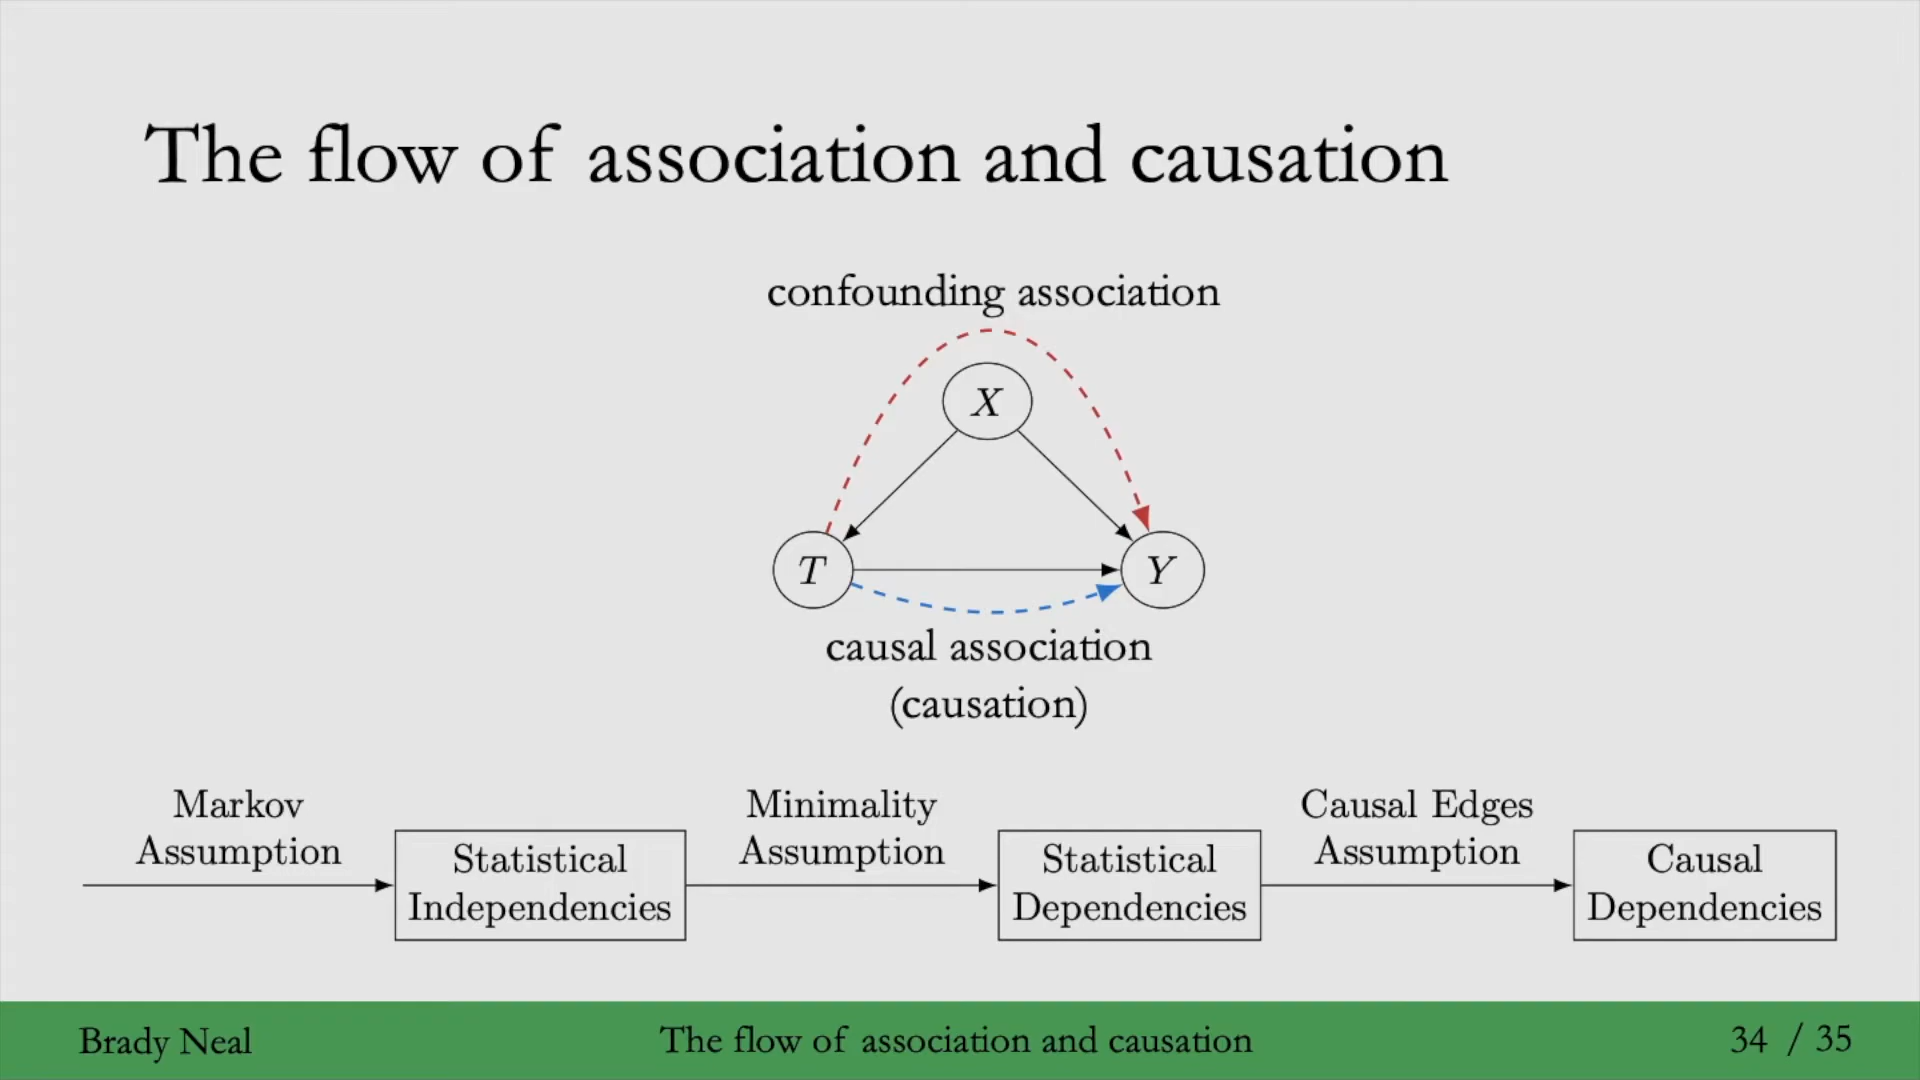 The flow of association and causation
confounding association
X
T
Y
causal association
(causation)
Markov
Assumption
Statistical
Independencies
Minimality
Assumption
Statistical
Dependencies
Causal Edges
Assumption
Causal
Dependencies
Brady Neal
The flow of association and causation
34 / 35